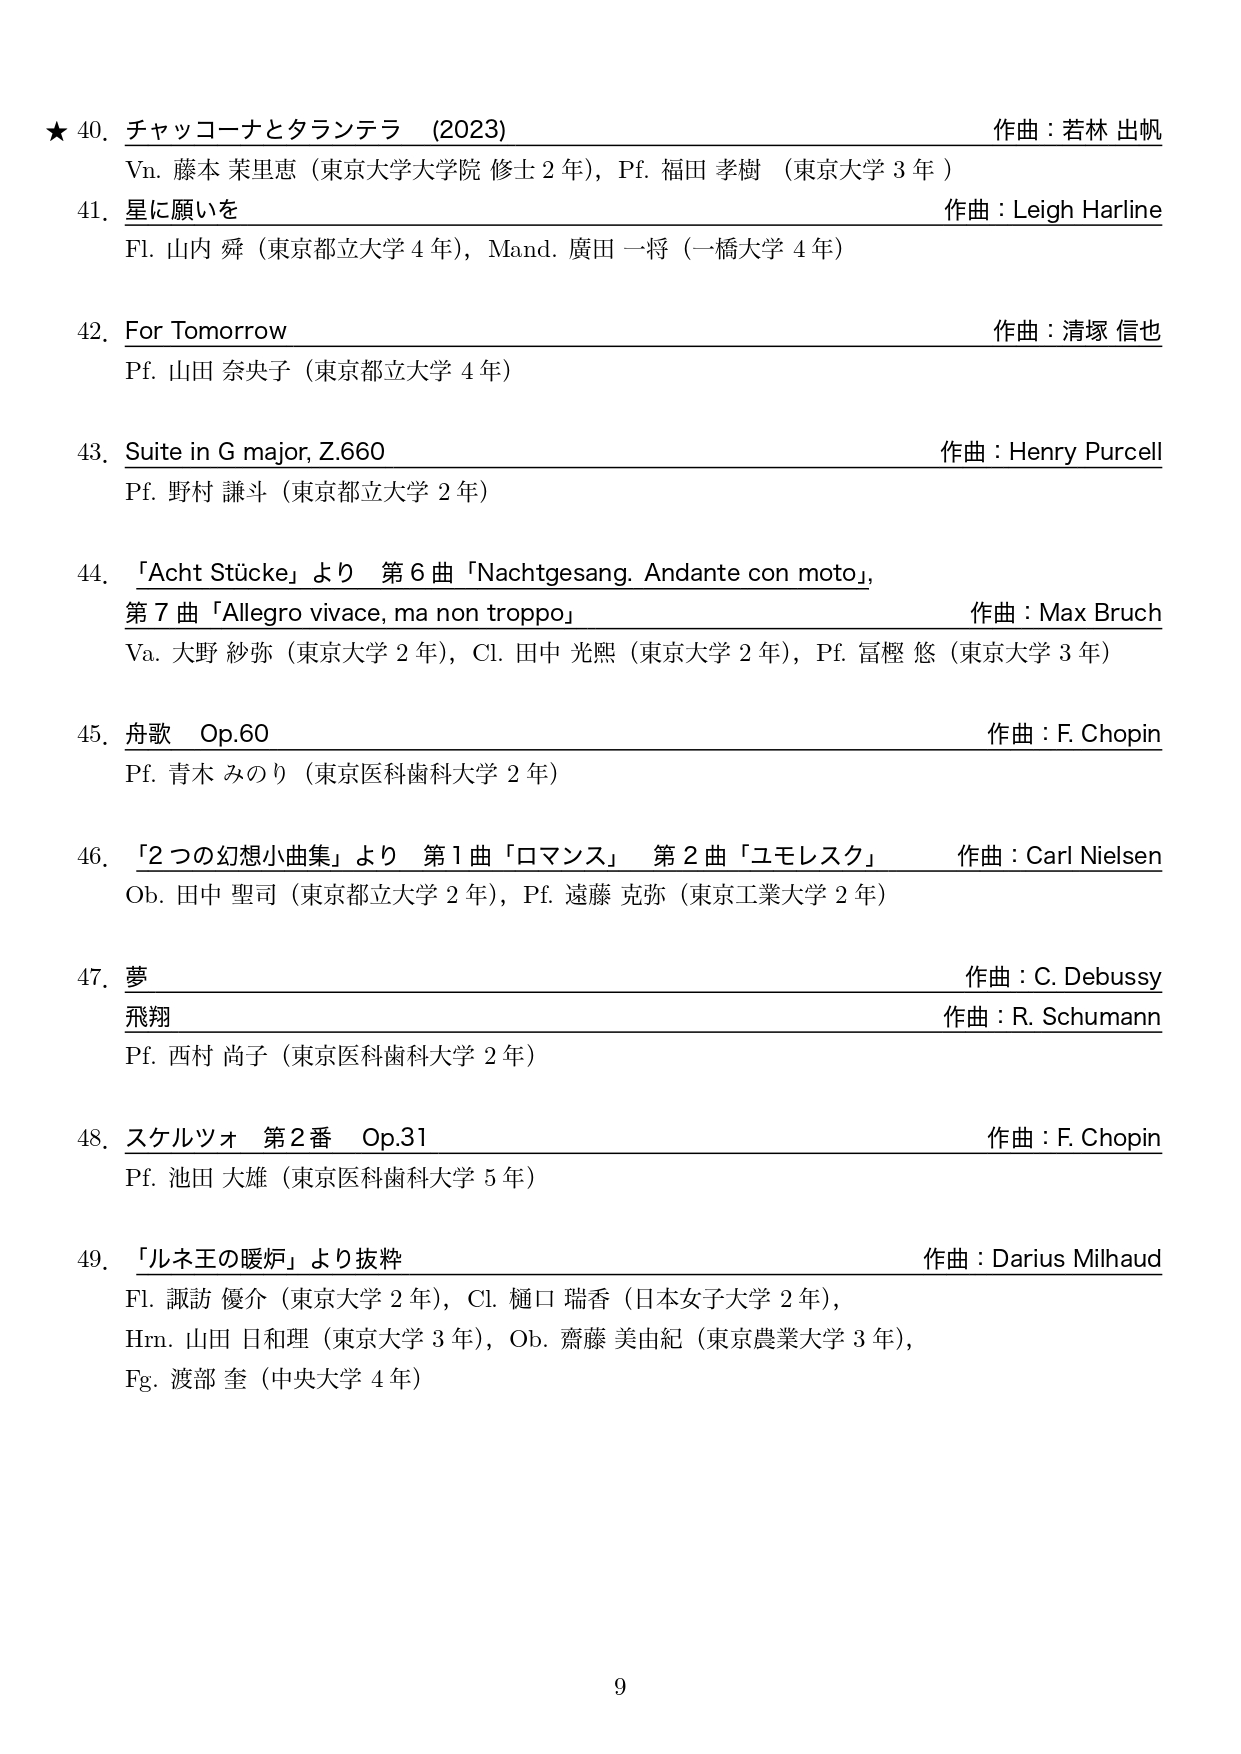 ★ 40. チャッコーナとタランテラ　(2023) 作曲：若林 出帆
Vn. 藤本 茉里恵（東京大学大学院 修士 2 年），Pf. 福田 孝樹 （東京大学 3 年 ）
41. 星に願いを 作曲：Leigh Harline
Fl. 山内 舜（東京都立大学 4 年），Mand. 廣田 一将（一橋大学 4 年）
42. For Tomorrow 作曲：清塚 信也
Pf. 山田 奈央子（東京都立大学 4 年）
43. Suite in G major, Z.660 作曲：Henry Purcell
Pf. 野村 謙斗（東京都立大学 2 年）
44. 「Acht Stücke」より　第 6 曲「Nachtgesang. Andante con moto」,
第 7 曲「Allegro vivace, ma non troppo」 作曲：Max Bruch
Va. 大野 紗弥（東京大学 2 年），Cl. 田中 光熙（東京大学 2 年），Pf. 冨樫 悠（東京大学 3 年）
45. 舟歌　Op.60 作曲：F. Chopin
Pf. 青木 みのり（東京医科歯科大学 2 年）
46. 「2 つの幻想小曲集」より　第 1 曲「ロマンス」　第 2 曲「ユモレスク」 作曲：Carl Nielsen
Ob. 田中 聖司（東京都立大学 2 年），Pf. 遠藤 克弥（東京工業大学 2 年）
47. 夢 作曲：C. Debussy
飛翔 作曲：R. Schumann
Pf. 西村 尚子（東京医科歯科大学 2 年）
48. スケルツォ　第２番　Op.31 作曲：F. Chopin
Pf. 池田 大雄（東京医科歯科大学 5 年）
49. 「ルネ王の暖炉」より抜粋 作曲：Darius Milhaud
Fl. 諏訪 優介（東京大学 2 年），Cl. 樋口 瑞香（日本女子大学 2 年），
Hrn. 山田 日和理（東京大学 3 年），Ob. 齋藤 美由紀（東京農業大学 3 年），
Fg. 渡部 奎（中央大学 4 年）
9